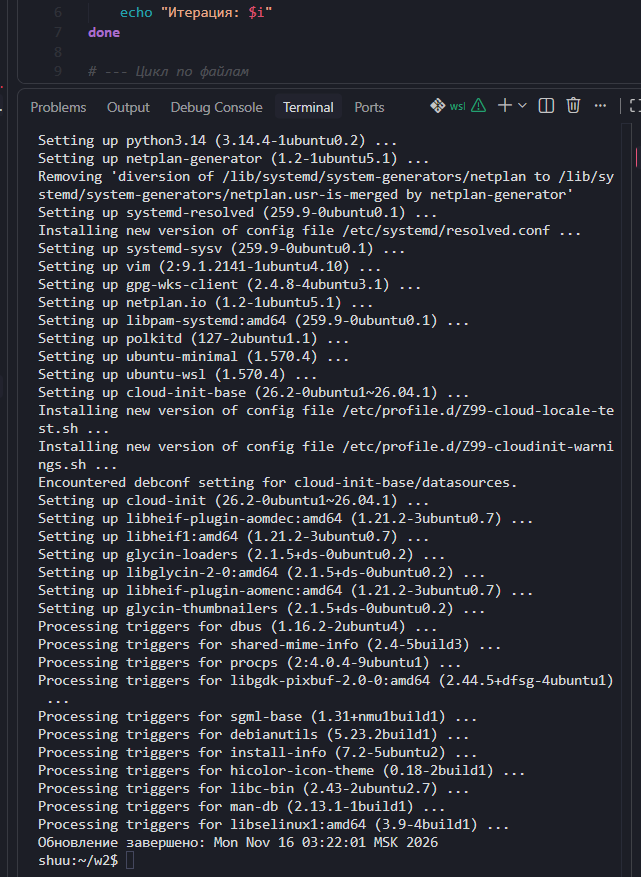 6 echo "Итерация: $i"
7 done
8
9 # --- Цикл по файлам
Problems Output Debug Console Terminal Ports wsl
Setting up python3.14 (3.14.4-1ubuntu0.2) ...
Setting up netplan-generator (1.2-1ubuntu5.1) ...
Removing 'diversion of /lib/systemd/system-generators/netplan to /lib/sy
stemd/system-generators/netplan.usr-is-merged by netplan-generator'
Setting up systemd-resolved (259.9-0ubuntu0.1) ...
Installing new version of config file /etc/systemd/resolved.conf ...
Setting up systemd-sysv (259.9-0ubuntu0.1) ...
Setting up vim (2:9.1.2141-1ubuntu4.10) ...
Setting up gpg-wks-client (2.4.8-4ubuntu3.1) ...
Setting up netplan.io (1.2-1ubuntu5.1) ...
Setting up libpam-systemd:amd64 (259.9-0ubuntu0.1) ...
Setting up polkitd (127-2ubuntu1.1) ...
Setting up ubuntu-minimal (1.570.4) ...
Setting up ubuntu-wsl (1.570.4) ...
Setting up cloud-init-base (26.2-0ubuntu1~26.04.1) ...
Installing new version of config file /etc/profile.d/Z99-cloud-locale-te
st.sh ...
Installing new version of config file /etc/profile.d/Z99-cloudinit-warni
ngs.sh ...
Encountered debconf setting for cloud-init-base/datasources.
Setting up cloud-init (26.2-0ubuntu1~26.04.1) ...
Setting up libheif-plugin-aomdec:amd64 (1.21.2-3ubuntu0.7) ...
Setting up libheif1:amd64 (1.21.2-3ubuntu0.7) ...
Setting up glycin-loaders (2.1.5+ds-0ubuntu0.2) ...
Setting up libglycin-2-0:amd64 (2.1.5+ds-0ubuntu0.2) ...
Setting up libheif-plugin-aomenc:amd64 (1.21.2-3ubuntu0.7) ...
Setting up glycin-thumbnailers (2.1.5+ds-0ubuntu0.2) ...
Processing triggers for dbus (1.16.2-2ubuntu4) ...
Processing triggers for shared-mime-info (2.4-5build3) ...
Processing triggers for procps (2:4.0.4-9ubuntu1) ...
Processing triggers for libgdk-pixbuf-2.0-0:amd64 (2.44.5+dfsg-4ubuntu1)
...
Processing triggers for sgml-base (1.31+nmu1build1) ...
Processing triggers for debianutils (5.23.2build1) ...
Processing triggers for install-info (7.2-5ubuntu2) ...
Processing triggers for hicolor-icon-theme (0.18-2build1) ...
Processing triggers for libc-bin (2.43-2ubuntu2.7) ...
Processing triggers for man-db (2.13.1-1build1) ...
Processing triggers for libselinux1:amd64 (3.9-4build1) ...
Обновление завершено: Mon Nov 16 03:22:01 MSK 2026
shuu:~/w2$